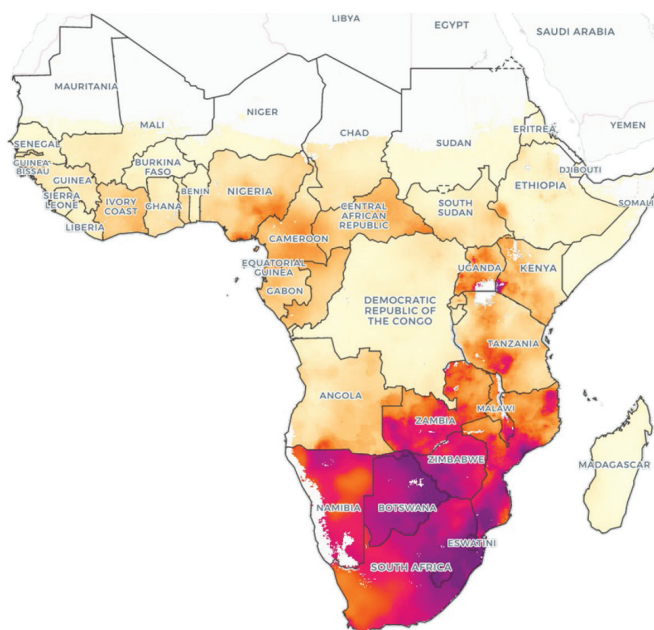 LIBYA
EGYPT
SAUDI ARABIA
MAURITANIA
MALI
NIGER
CHAD
SUDAN
ERITREA
YEMEN
SENEGAL
GUINEA
BISSAU
GUINEA
BURKINA
FASO
DJIBOUTI
SIERRA
LEONE
IVORY
COAST
GHANA
BENIN
NIGERIA
CENTRAL
AFRICAN
REPUBLIC
SOUTH
SUDAN
ETHIOPIA
SOMALI
LIBERIA
CAMEROON
EQUATORIAL
GUINEA
GABON
UGANDA
KENYA
DEMOCRATIC
REPUBLIC OF
THE CONGO
TANZANIA
ANGOLA
ZAMBIA
MALAWI
ZIMBABWE
MADAGASCAR
NAMIBIA
BOTSWANA
ESWATINI
SOUTH AFRICA